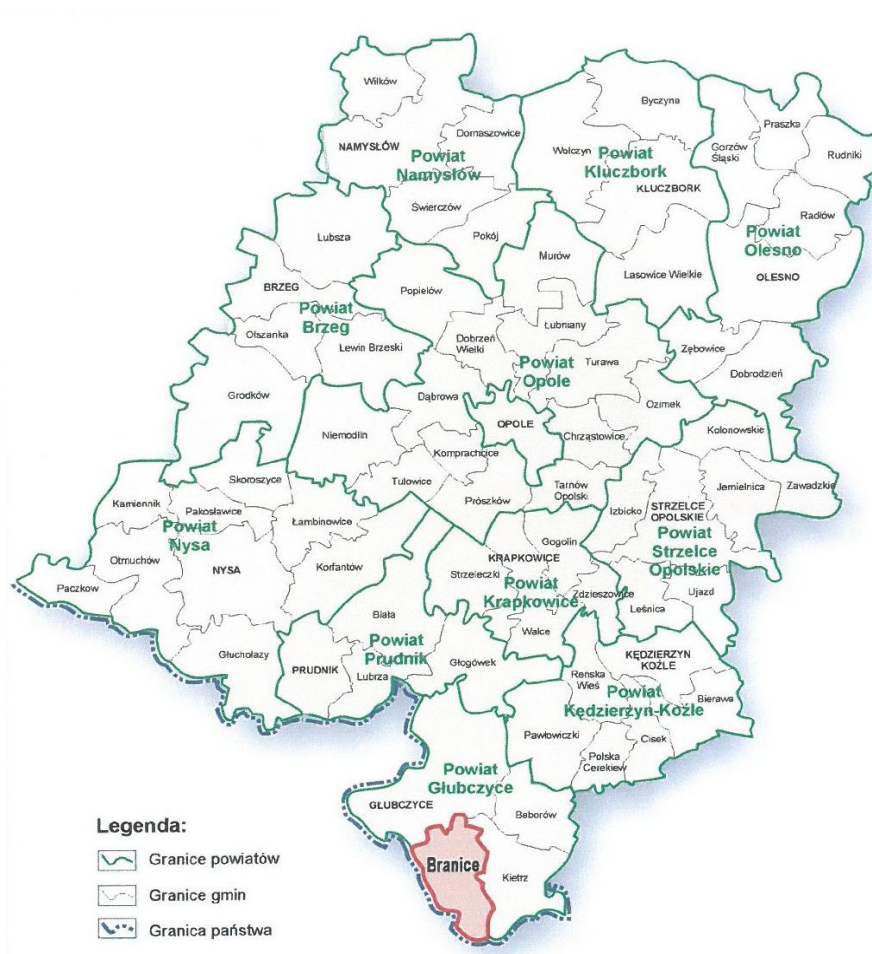 Wilków
Byczyna
Praszka
Domaszowice
NAMYSŁÓW
Powiat
Namysłów
Wołczyn
Powiat
Kluczbork
KLUCZBORK
Gorzów
Śląski
Rudniki
Świerczów
Radłów
Powiat
Olesno
Lubsza
Pokój
Murów
Lasowice Wielkie
OLESNO
BRZEG
Popielów
Powiat
Brzeg
Olszanka
Lewin Brzeski
Dobrzeń
Wielki
Łubniany
Zębowice
Powiat
Opole
Turawa
Dobrodzień
Grodków
Dąbrowa
Ozimek
Niemodlin
OPOLE
Chrząstowice
Kolonowskie
Komprachcice
Skoroszyce
Tułowice
Tarnów
Opolski
Jemielnica
Zawadzkie
Kamiennik
Pakosławice
Prószków
Izbicko
STRZELCE
OPOLSKIE
Łambinowice
Powiat
Nysa
Powiat
Strzelce
Opolskie
Gogolin
Otmuchów
KRAPKOWICE
NYSA
Korfantów
Strzeleczki
Powiat
Krapkowice
Ujazd
Paczków
Zdzieszowice
Leśnica
Biała
Walce
Powiat
Prudnik
Głuchołazy
PRUDNIK
Lubrza
Głogówek
KĘDZIERZYN
KOŹLE
Renska
Wieś
Powiat
Kędzierzyn-Koźle
Bierawa
Pawłowiczki
Cisek
Polska
Cerekiew
Powiat
Głubczyce
GŁUBCZYCE
Baborów
Branice
Kietrz
Legenda:
Granice powiatów
Granice gmin
Granica państwa